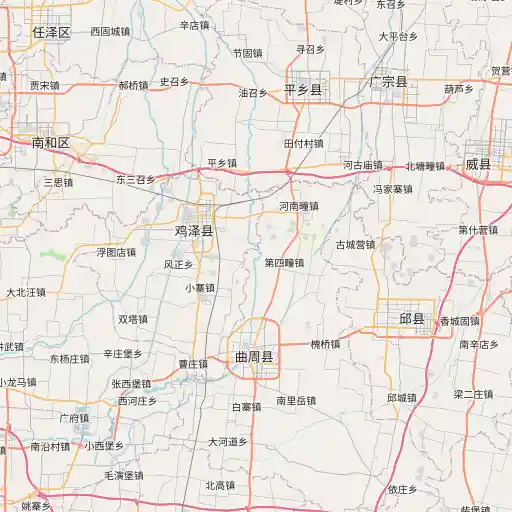 堤村乡
东召乡
任泽区
西固城镇
辛店镇
大平台乡
节固镇
寻召乡
贺营镇
贾宋镇
郝桥镇
史召乡
油召乡
平乡县
广宗县
葫芦乡
南和区
田付村镇
平乡镇
河古庙镇
北塘疃镇
威县
三思镇
东三召乡
冯家寨镇
河南疃镇
鸡泽县
第什营镇
浮图店镇
古城营镇
风正乡
第四疃镇
大北汪镇
小寨镇
双塔镇
邱县
香城固镇
槐桥镇
南辛店乡
东杨庄镇
辛庄堡乡
曹庄镇
曲周县
小龙马镇
张西堡镇
西河庄乡
南里岳镇
邱城镇
梁二庄镇
白寨镇
广府镇
南沿村镇
小西堡乡
大河道乡
毛演堡镇
北高镇
依庄乡
姚寨乡